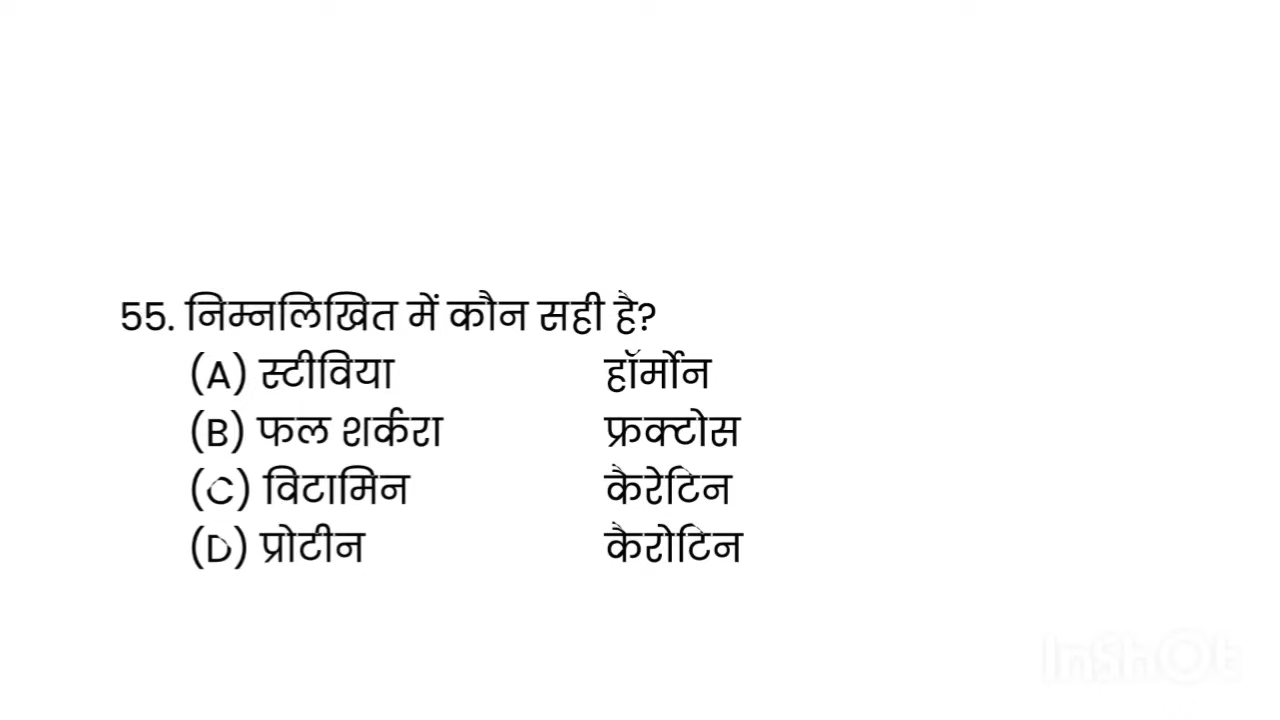 55. निम्नलिखित में कौन सही है?
(A) स्टीविया हॉर्मोन
(B) फल शर्करा फ्रक्टोस
(C) विटामिन कैरेटिन
(D) प्रोटीन कैरोटिन
InShOt